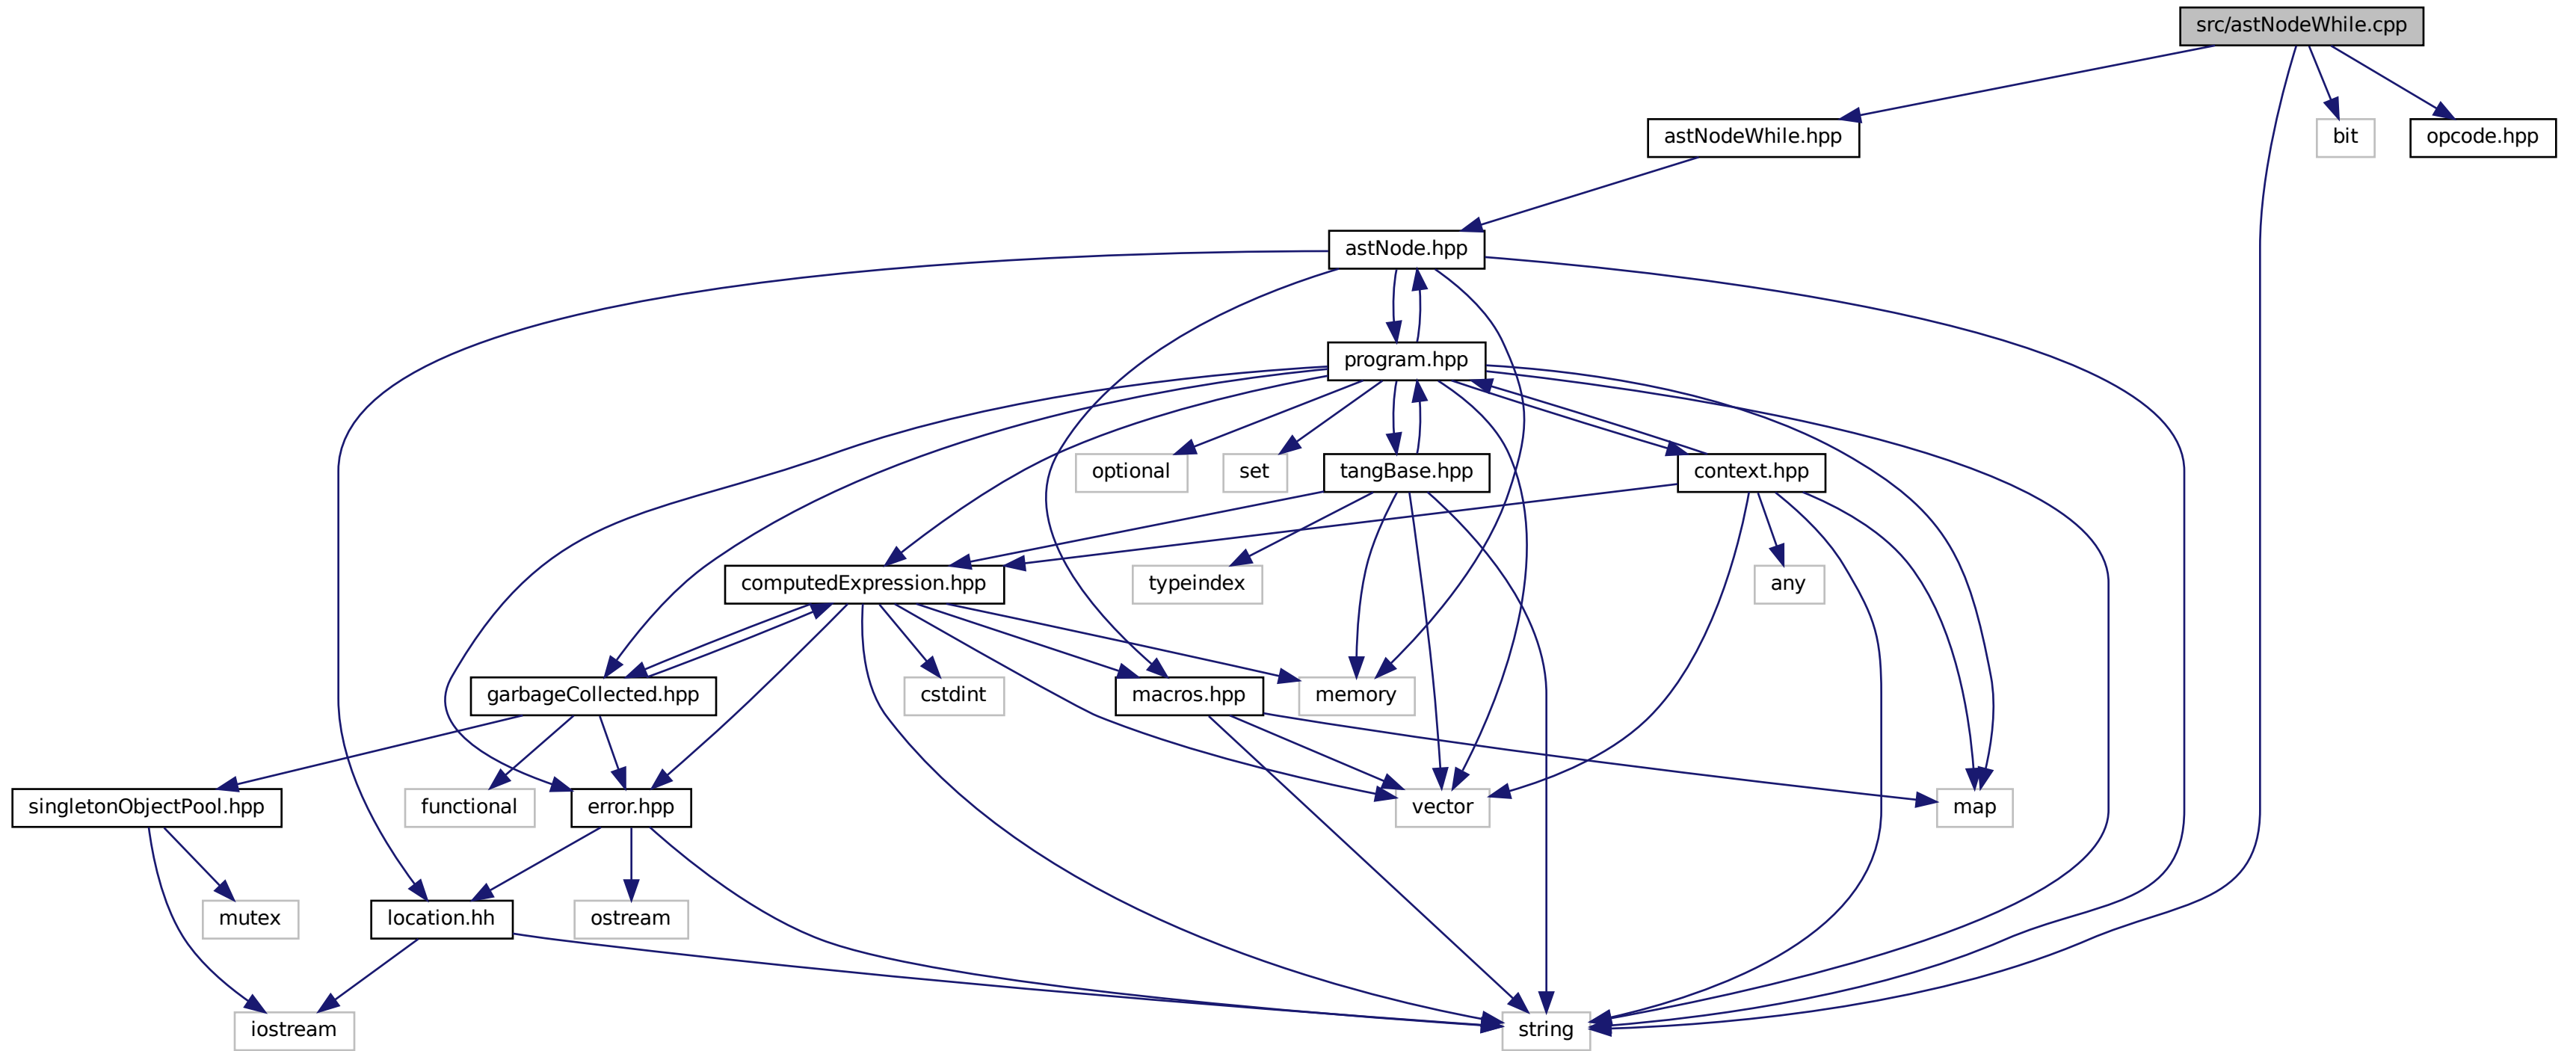 src/astNodeWhile.cpp
astNodeWhile.hpp
bit
opcode.hpp
astNode.hpp
program.hpp
optional
set
tangBase.hpp
context.hpp
computedExpression.hpp
typeindex
any
garbageCollected.hpp
cstdint
macros.hpp
memory
singletonObjectPool.hpp
functional
error.hpp
vector
map
mutex
location.hh
ostream
iostream
string